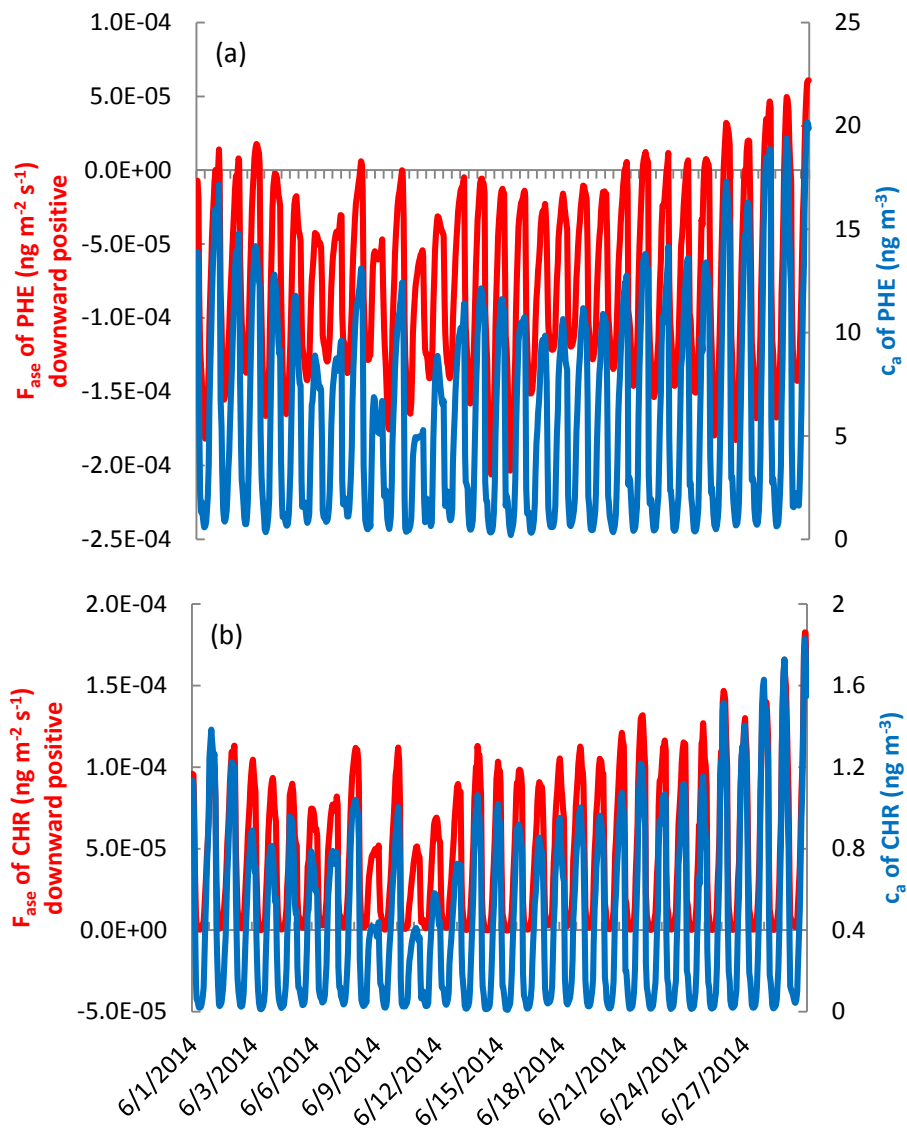 (a)
1.0E-04
5.0E-05
0.0E+00
-5.0E-05
-1.0E-04
-1.5E-04
-2.0E-04
-2.5E-04
F_ase of PHE (ng m⁻² s⁻¹)
downward positive
25
20
15
10
5
0
c_a of PHE (ng m⁻³)
(b)
2.0E-04
1.5E-04
1.0E-04
5.0E-05
0.0E+00
-5.0E-05
F_ase of CHR (ng m⁻² s⁻¹)
downward positive
2
1.6
1.2
0.8
0.4
0
c_a of CHR (ng m⁻³)
6/1/2014
6/3/2014
6/6/2014
6/9/2014
6/12/2014
6/15/2014
6/18/2014
6/21/2014
6/24/2014
6/27/2014